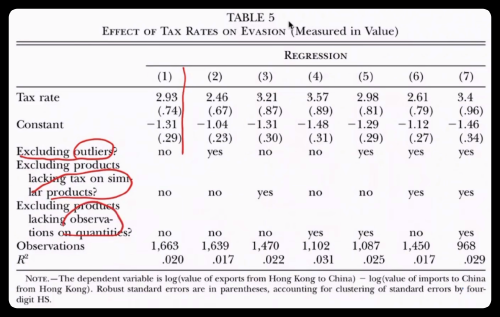 TABLE 5
EFFECT OF TAX RATES ON EVASION (Measured in Value)
REGRESSION
(1) (2) (3) (4) (5) (6) (7)
Tax rate 2.93 2.46 3.21 3.57 2.98 2.61 3.4
(.74) (.67) (.87) (.89) (.81) (.79) (.96)
Constant −1.31 −1.04 −1.31 −1.48 −1.29 −1.12 −1.46
(.29) (.23) (.30) (.31) (.29) (.27) (.34)
Excluding outliers? no yes no no yes yes yes
Excluding products
lacking tax on simi-
lar products? no no yes no no yes yes
Excluding products
lacking observa-
tions on quantities? no no no yes yes no yes
Observations 1,663 1,639 1,470 1,102 1,087 1,450 968
R² .020 .017 .022 .031 .025 .017 .029
NOTE.—The dependent variable is log(value of exports from Hong Kong to China) − log(value of imports to China
from Hong Kong). Robust standard errors are in parentheses, accounting for clustering of standard errors by four-
digit HS.